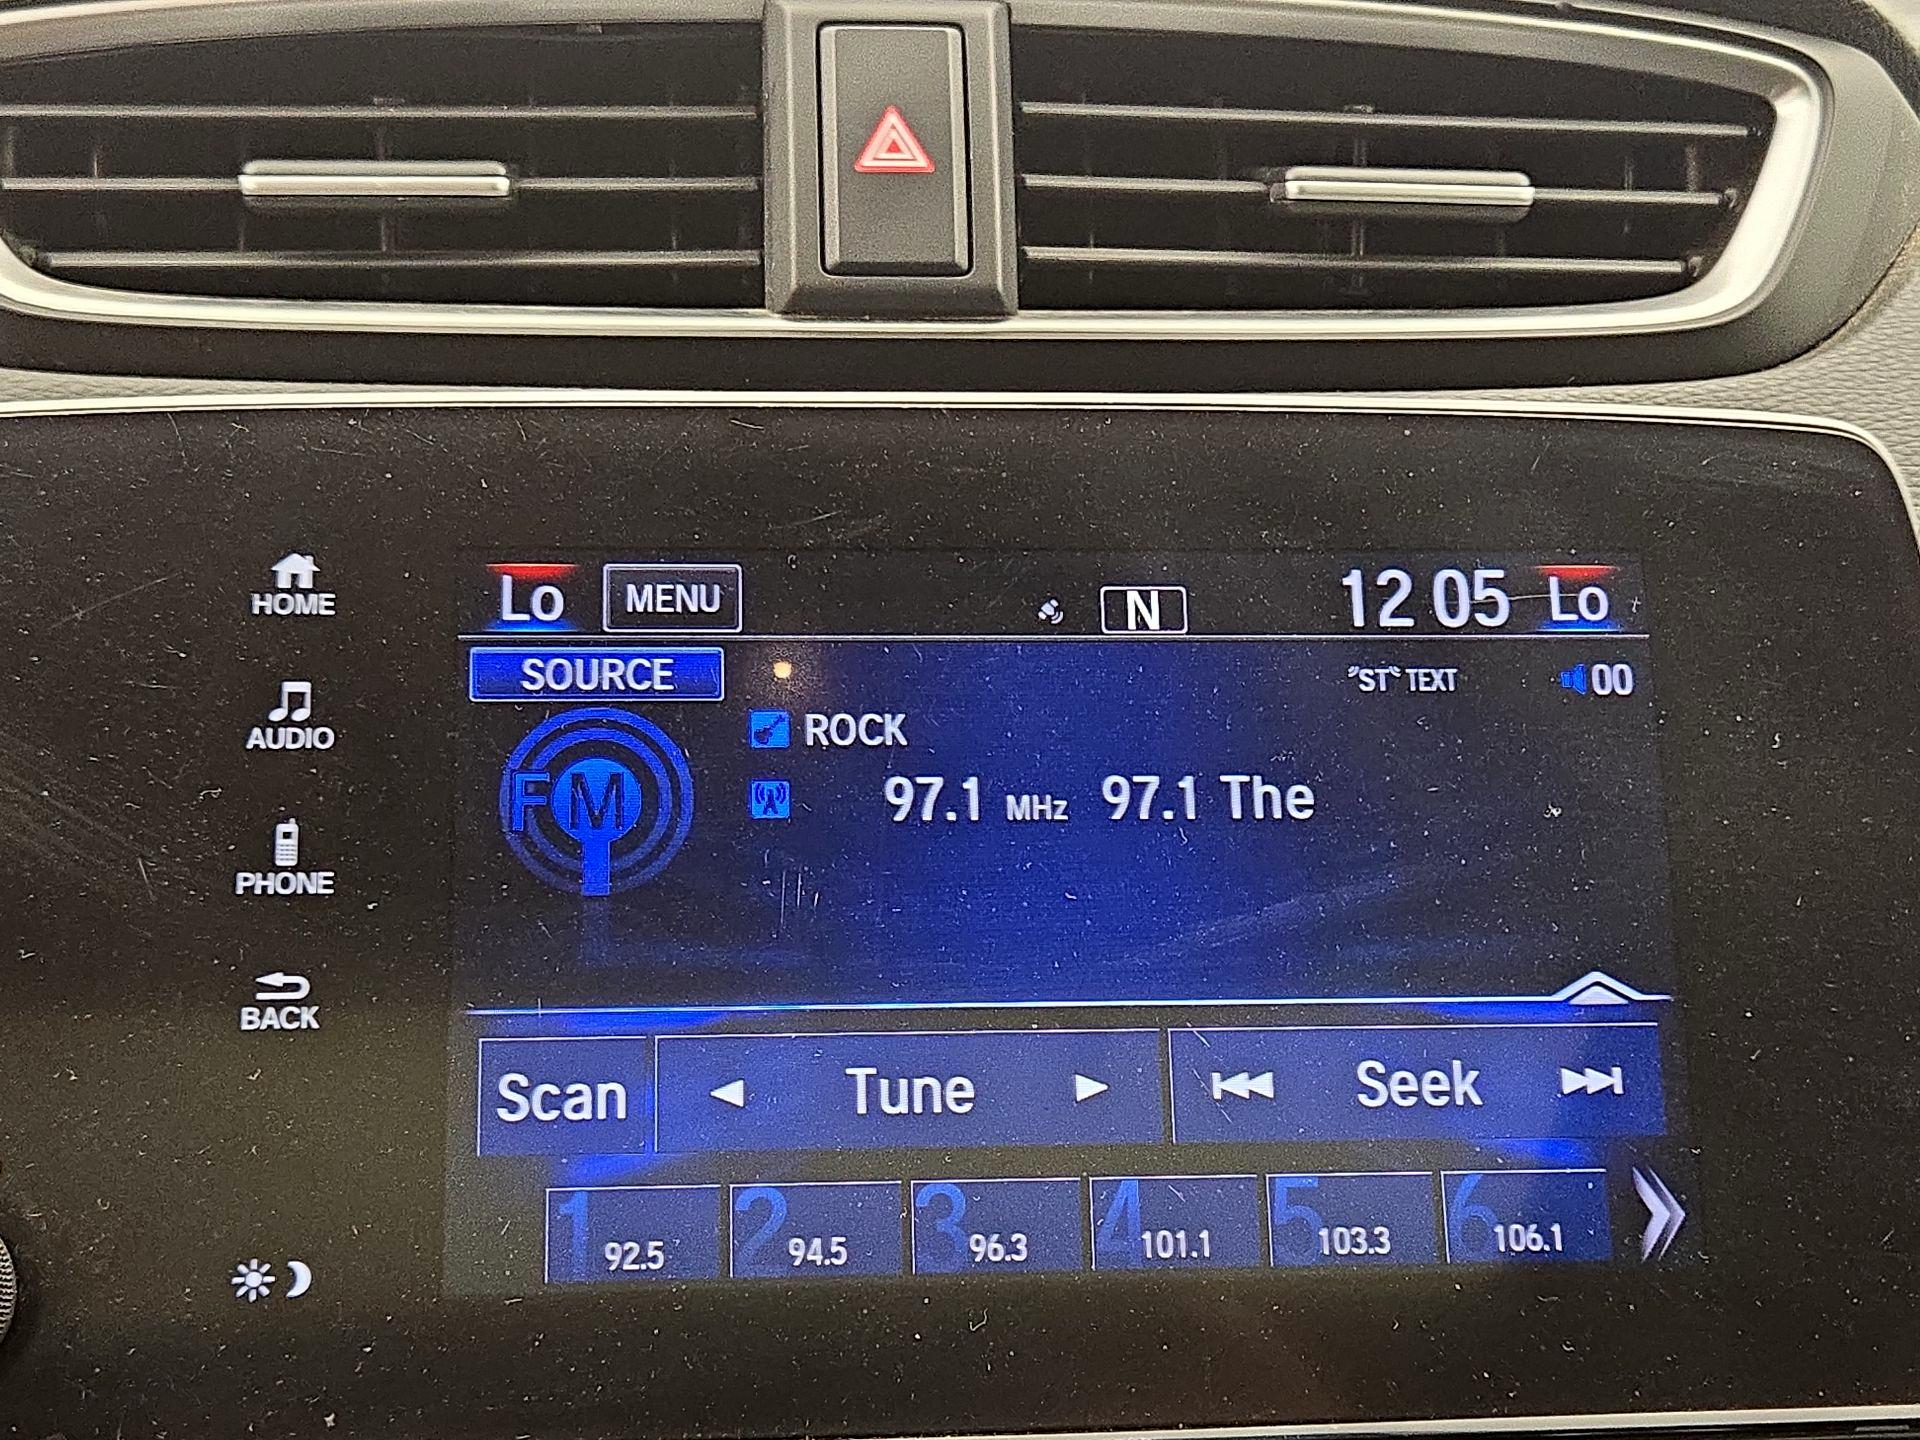 HOME
AUDIO
PHONE
BACK
Lo MENU N 12 05 Lo
SOURCE "ST" TEXT 00
FM
ROCK
97.1 MHz 97.1 The
Scan Tune Seek
1 92.5 2 94.5 3 96.3 4 101.1 5 103.3 6 106.1